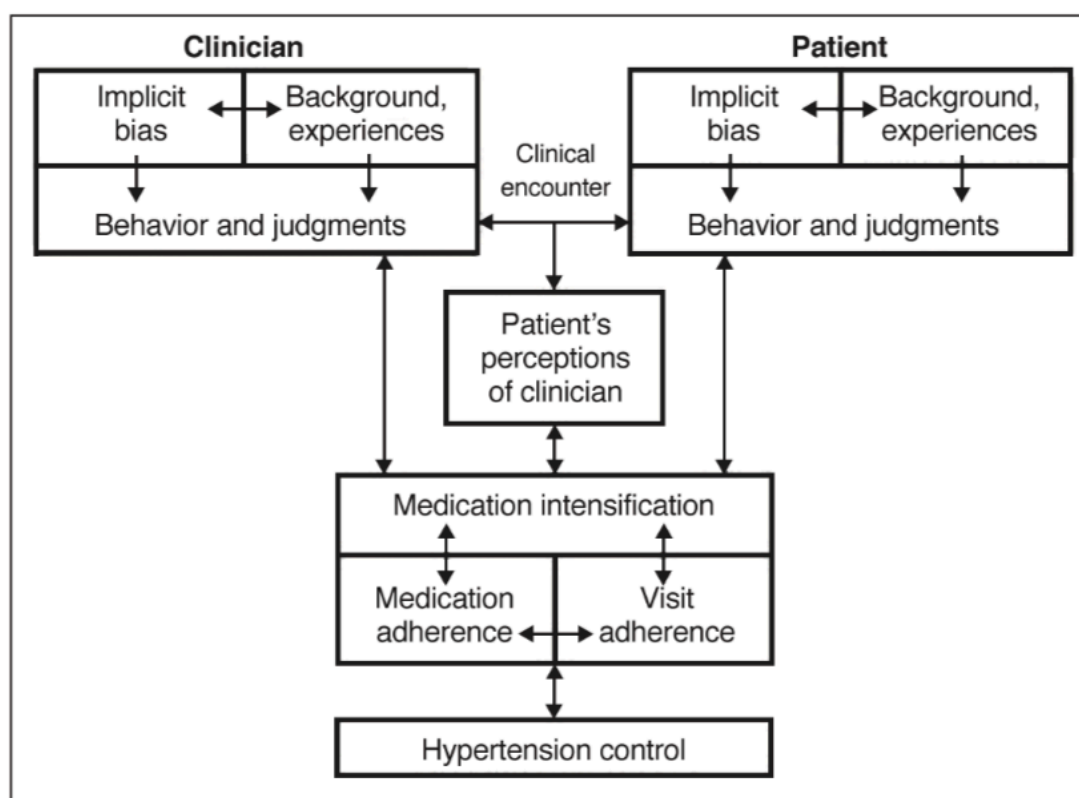 Clinician
Patient
Implicit
bias
Background,
experiences
Behavior and judgments
Clinical
encounter
Implicit
bias
Background,
experiences
Behavior and judgments
Patient’s
perceptions
of clinician
Medication intensification
Medication
adherence
Visit
adherence
Hypertension control